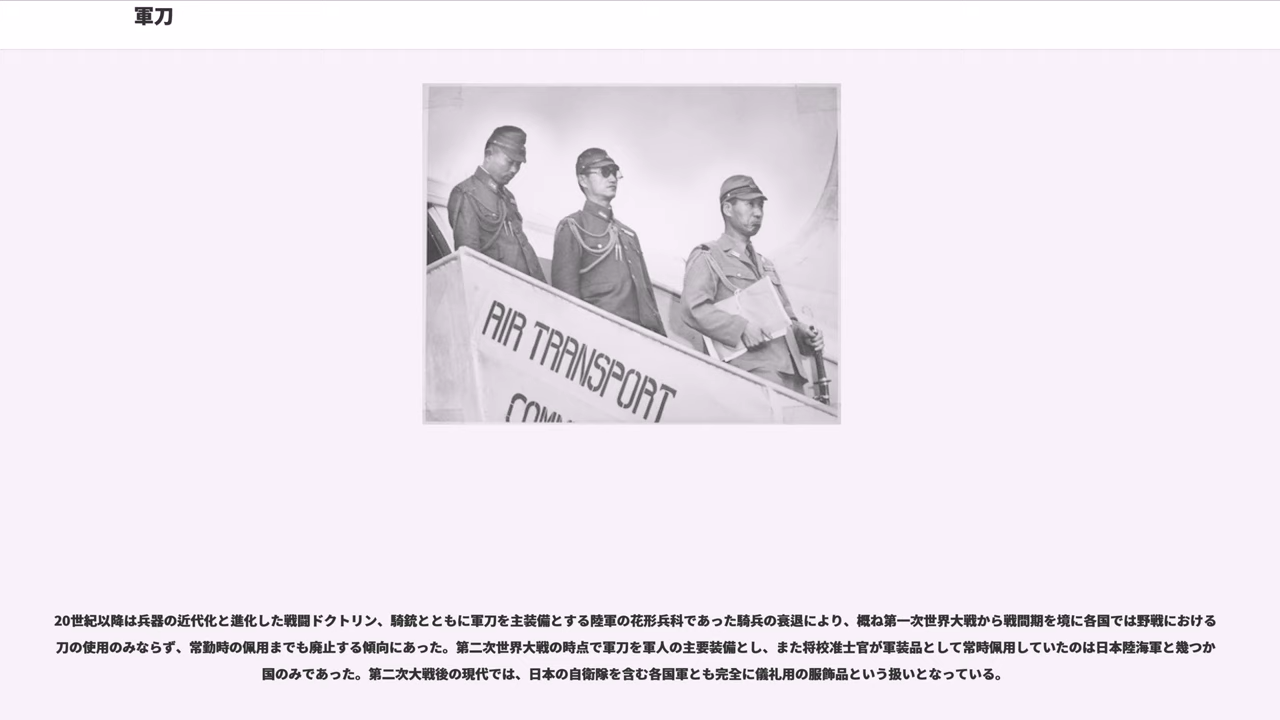 軍刀
AIR TRANSPORT
20世紀以降は兵器の近代化と進化した戦闘ドクトリン、騎銃とともに軍刀を主装備とする陸軍の花形兵科であった騎兵の衰退により、概ね第一次世界大戦から戦間期を境に各国では野戦における
刀の使用のみならず、常勤時の佩用までも廃止する傾向にあった。第二次世界大戦の時点で軍刀を軍人の主要装備とし、また将校准士官が軍装品として常時佩用していたのは日本陸海軍と幾つか
国のみであった。第二次大戦後の現代では、日本の自衛隊を含む各国軍とも完全に儀礼用の服飾品という扱いとなっている。